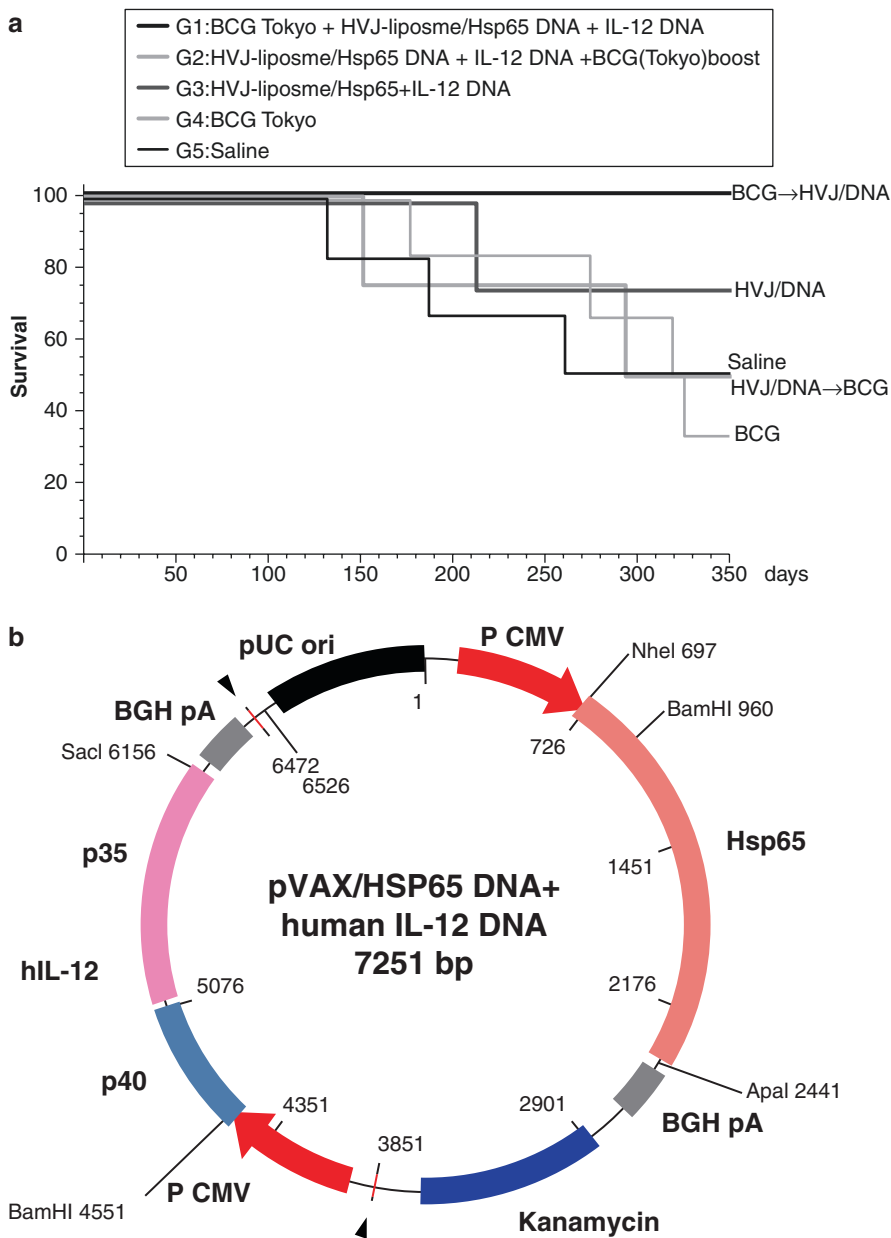 a
G1:BCG Tokyo + HVJ-liposme/Hsp65 DNA + IL-12 DNA
G2:HVJ-liposme/Hsp65 DNA + IL-12 DNA +BCG(Tokyo)boost
G3:HVJ-liposme/Hsp65+IL-12 DNA
G4:BCG Tokyo
G5:Saline
Survival
100
80
60
40
20
0
50
100
150
200
250
300
350
days
BCG→HVJ/DNA
HVJ/DNA
Saline
HVJ/DNA→BCG
BCG
b
pUC ori
P CMV
NheI 697
BamHI 960
BGH pA
1
726
SacI 6156
6472
6526
p35
1451
Hsp65
pVAX/HSP65 DNA+
human IL-12 DNA
7251 bp
hIL-12
5076
2176
p40
ApaI 2441
4351
2901
BGH pA
3851
P CMV
BamHI 4551
Kanamycin